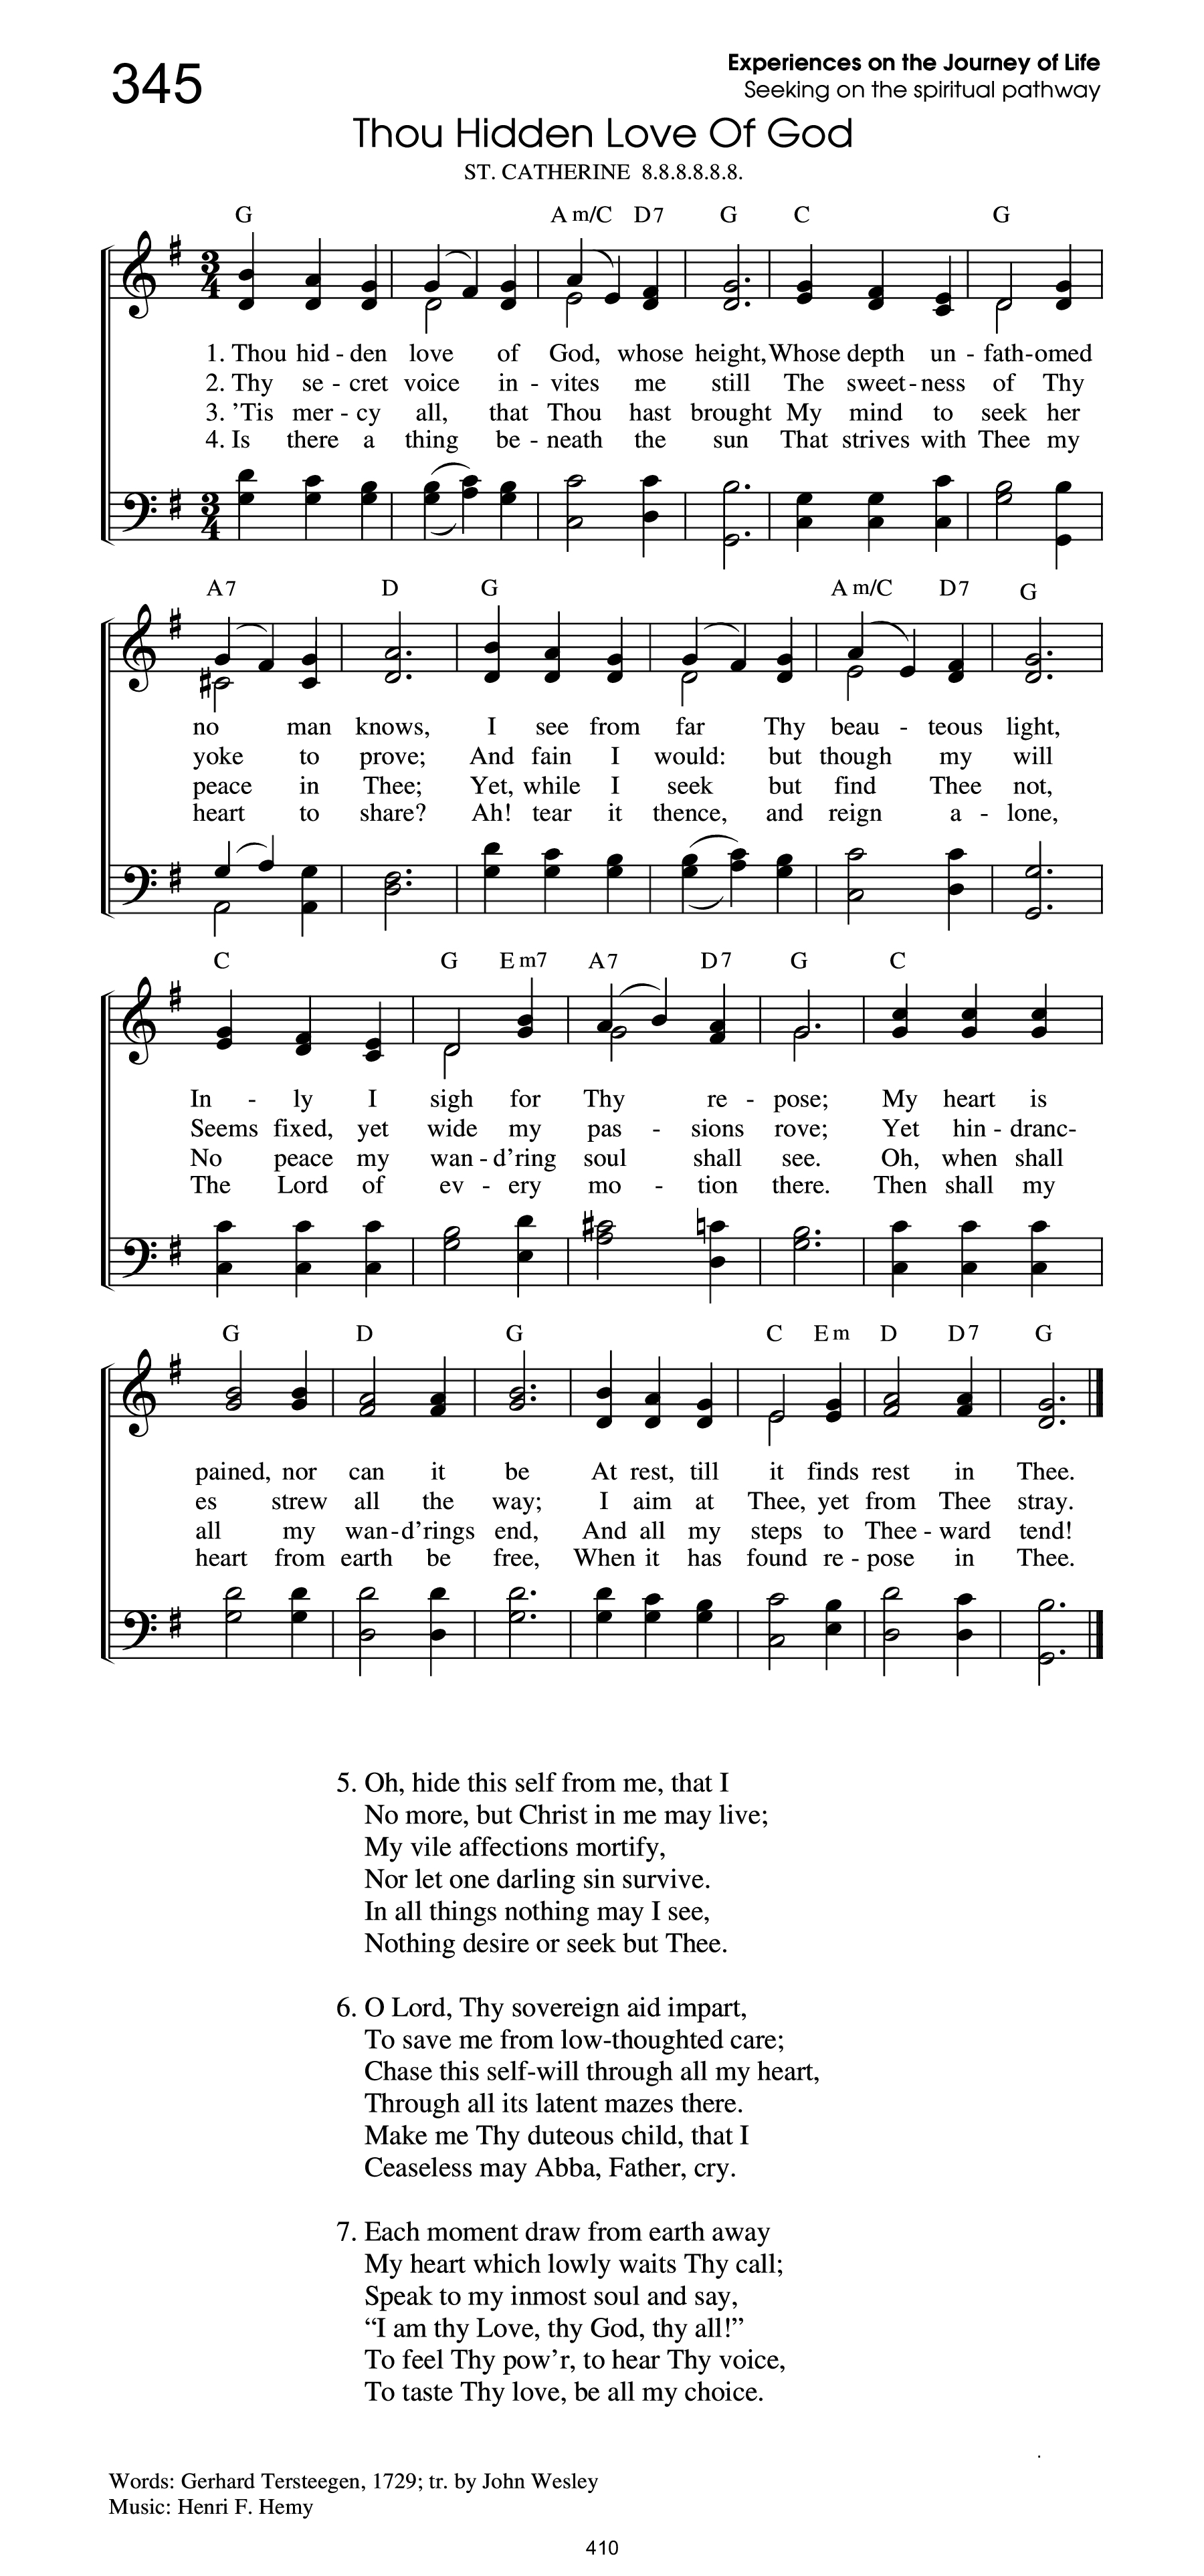 345
Experiences on the Journey of Life
Seeking on the spiritual pathway
Thou Hidden Love Of God
ST. CATHERINE 8.8.8.8.8.8.
G Am/C D7 G C G
3
4
1. Thou hid - den love of God, whose height, Whose depth un - fath - omed
2. Thy se - cret voice in - vites me still The sweet - ness of Thy
3. ’Tis mer - cy all, that Thou hast brought My mind to seek her
4. Is there a thing be - neath the sun That strives with Thee my
3
4
A7 D G Am/C D7 G
no man knows, I see from far Thy beau - teous light,
yoke to prove; And fain I would: but though my will
peace in Thee; Yet, while I seek but find Thee not,
heart to share? Ah! tear it thence, and reign a - lone,
C G Em7 A7 D7 G C
In - ly I sigh for Thy re - pose; My heart is
Seems fixed, yet wide my pas - sions rove; Yet hin - dranc-
No peace my wan - d’ring soul shall see. Oh, when shall
The Lord of ev - ery mo - tion there. Then shall my
G D G C Em D D7 G
pained, nor can it be At rest, till it finds rest in Thee.
es strew all the way; I aim at Thee, yet from Thee stray.
all my wan - d’rings end, And all my steps to Thee - ward tend!
heart from earth be free, When it has found re - pose in Thee.
5. Oh, hide this self from me, that I
No more, but Christ in me may live;
My vile affections mortify,
Nor let one darling sin survive.
In all things nothing may I see,
Nothing desire or seek but Thee.
6. O Lord, Thy sovereign aid impart,
To save me from low-thoughted care;
Chase this self-will through all my heart,
Through all its latent mazes there.
Make me Thy duteous child, that I
Ceaseless may Abba, Father, cry.
7. Each moment draw from earth away
My heart which lowly waits Thy call;
Speak to my inmost soul and say,
“I am thy Love, thy God, thy all!”
To feel Thy pow’r, to hear Thy voice,
To taste Thy love, be all my choice.
Words: Gerhard Tersteegen, 1729; tr. by John Wesley
Music: Henri F. Hemy
410